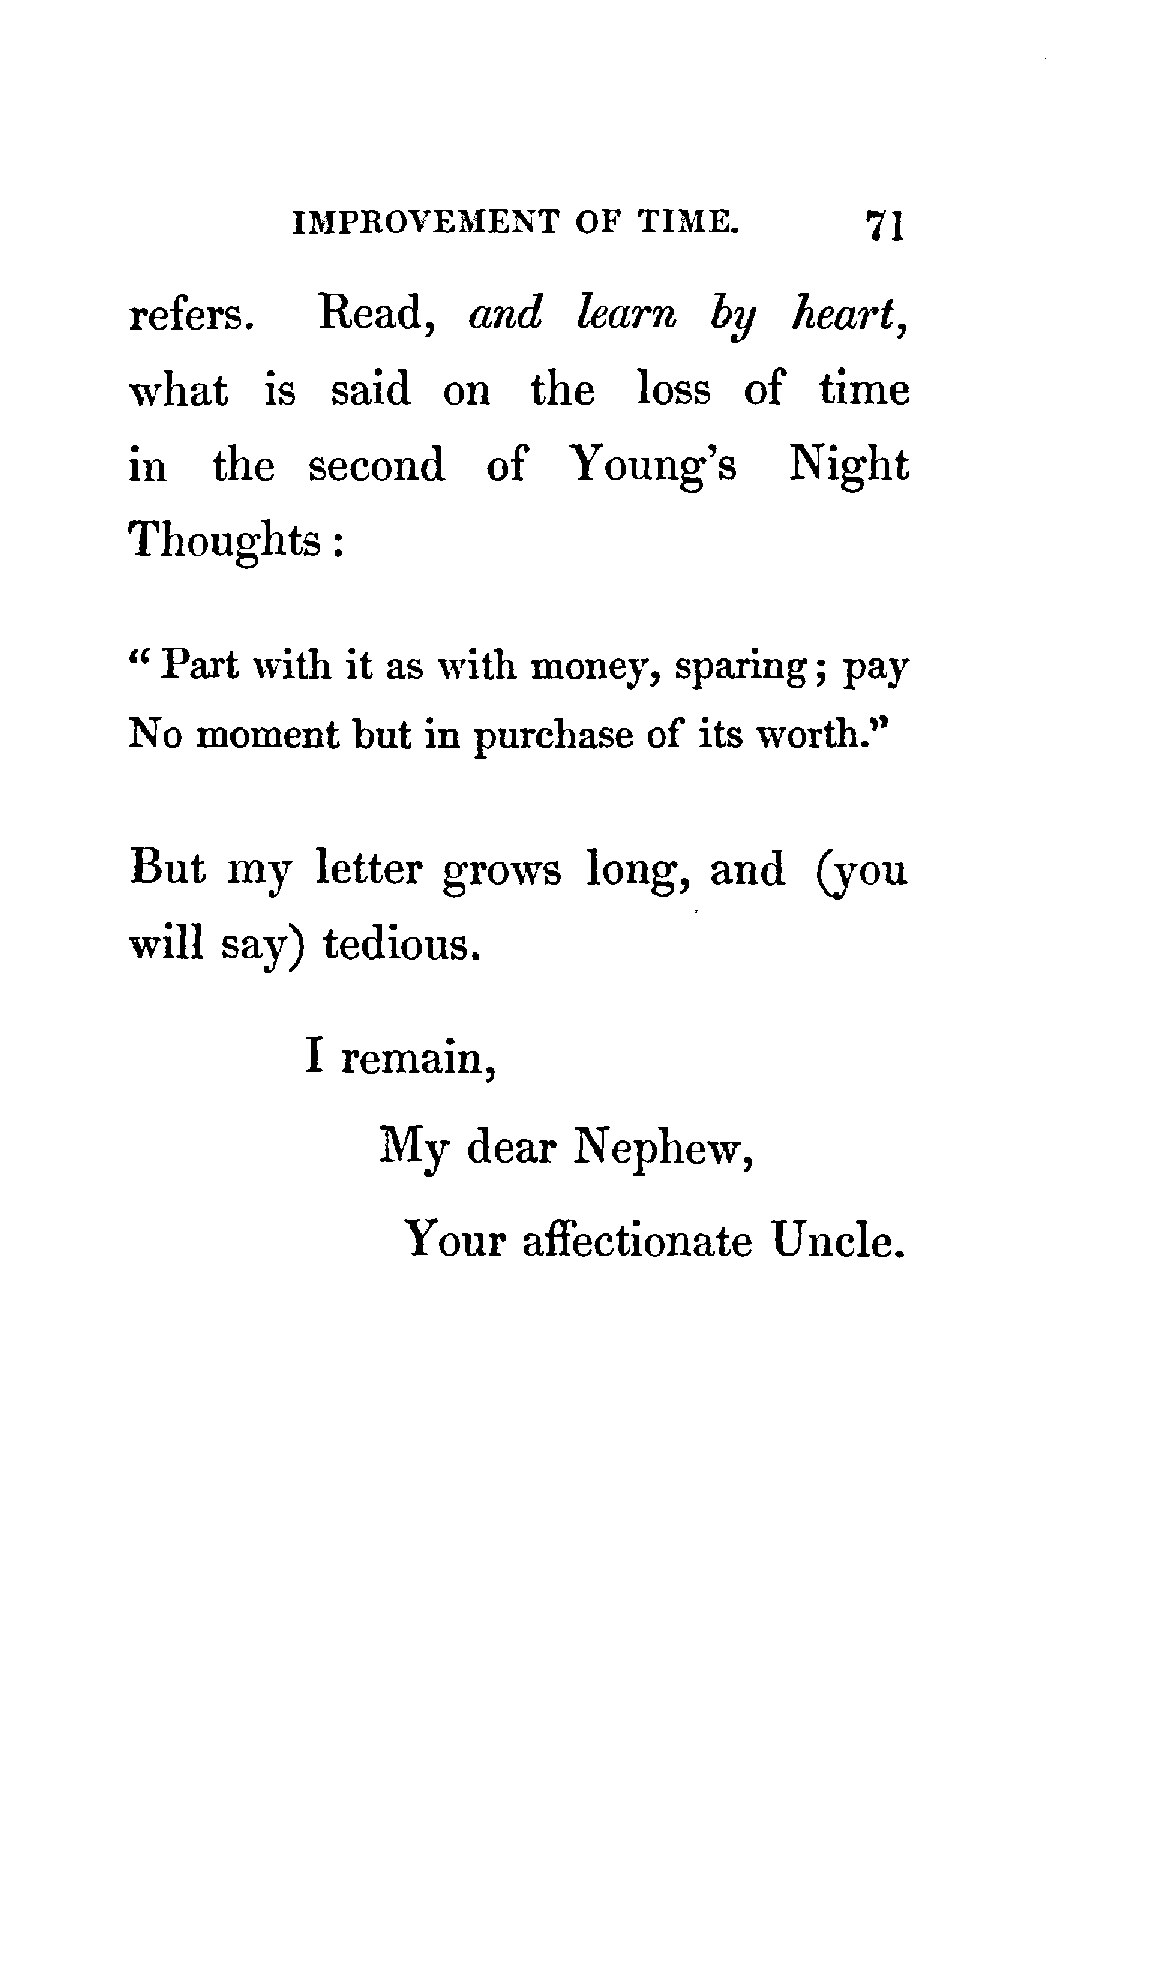 IMPROVEMENT OF TIME. 71
refers. Read, and learn by heart,
what is said on the loss of time
in the second of Young's Night
Thoughts :
“ Part with it as with money, sparing ; pay
No moment but in purchase of its worth.”
But my letter grows long, and (you
will say) tedious.
I remain,
My dear Nephew,
Your affectionate Uncle.